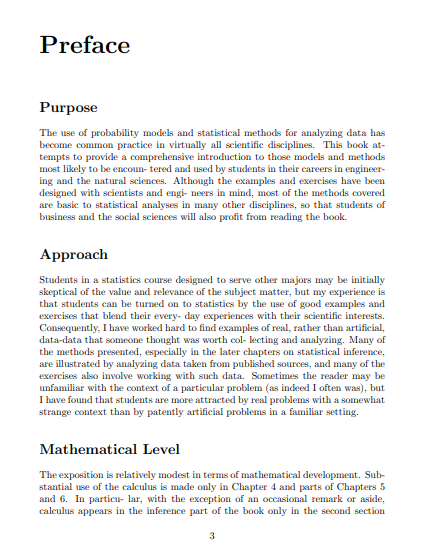 Preface
Purpose
The use of probability models and statistical methods for analyzing data has
become common practice in virtually all scientific disciplines. This book at-
tempts to provide a comprehensive introduction to those models and methods
most likely to be encoun- tered and used by students in their careers in engineer-
ing and the natural sciences. Although the examples and exercises have been
designed with scientists and engi- neers in mind, most of the methods covered
are basic to statistical analyses in many other disciplines, so that students of
business and the social sciences will also profit from reading the book.
Approach
Students in a statistics course designed to serve other majors may be initially
skeptical of the value and relevance of the subject matter, but my experience is
that students can be turned on to statistics by the use of good examples and
exercises that blend their every- day experiences with their scientific interests.
Consequently, I have worked hard to find examples of real, rather than artificial,
data-data that someone thought was worth col- lecting and analyzing. Many of
the methods presented, especially in the later chapters on statistical inference,
are illustrated by analyzing data taken from published sources, and many of the
exercises also involve working with such data. Sometimes the reader may be
unfamiliar with the context of a particular problem (as indeed I often was), but
I have found that students are more attracted by real problems with a somewhat
strange context than by patently artificial problems in a familiar setting.
Mathematical Level
The exposition is relatively modest in terms of mathematical development. Sub-
stantial use of the calculus is made only in Chapter 4 and parts of Chapters 5
and 6. In particu- lar, with the exception of an occasional remark or aside,
calculus appears in the inference part of the book only in the second section
3